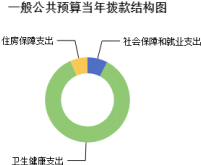 一般公共预算当年拨款结构图
住房保障支出
社会保障和就业支出
卫生健康支出